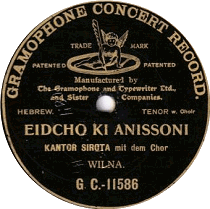 GRAMOPHONE CONCERT RECORD.
TRADE MARK
PATENTED PATENTED
Manufactured by
The Gramophone and Typewriter Ltd.,
and Sister Companies.
HEBREW. TENOR w. Choir
EIDCHO KI ANISSONI
KANTOR SIROTA mit dem Chor
WILNA.
G.C.-11586